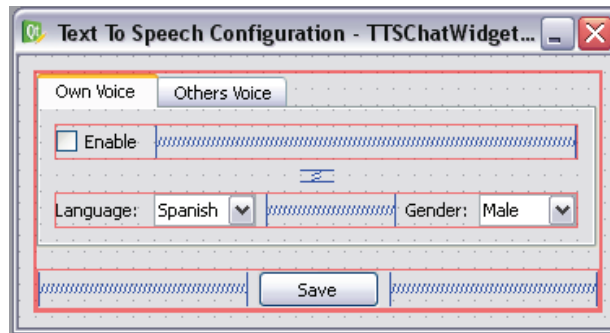 Text To Speech Configuration - TTSChatWidget...
Own Voice Others Voice
Enable
Language: Spanish Gender: Male
Save